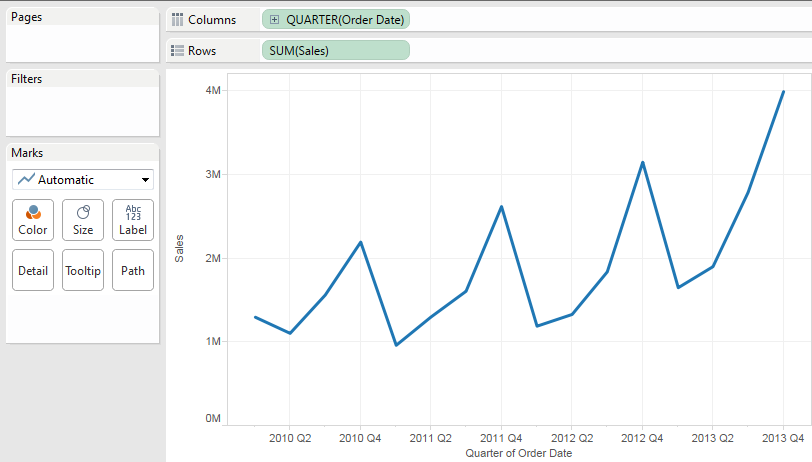 Pages
Columns
QUARTER(Order Date)
Rows
SUM(Sales)
Filters
Marks
Automatic
Color
Size
Abc
123
Label
Detail
Tooltip
Path
4M
3M
2M
1M
0M
Sales
2010 Q2
2010 Q4
2011 Q2
2011 Q4
2012 Q2
2012 Q4
2013 Q2
2013 Q4
Quarter of Order Date